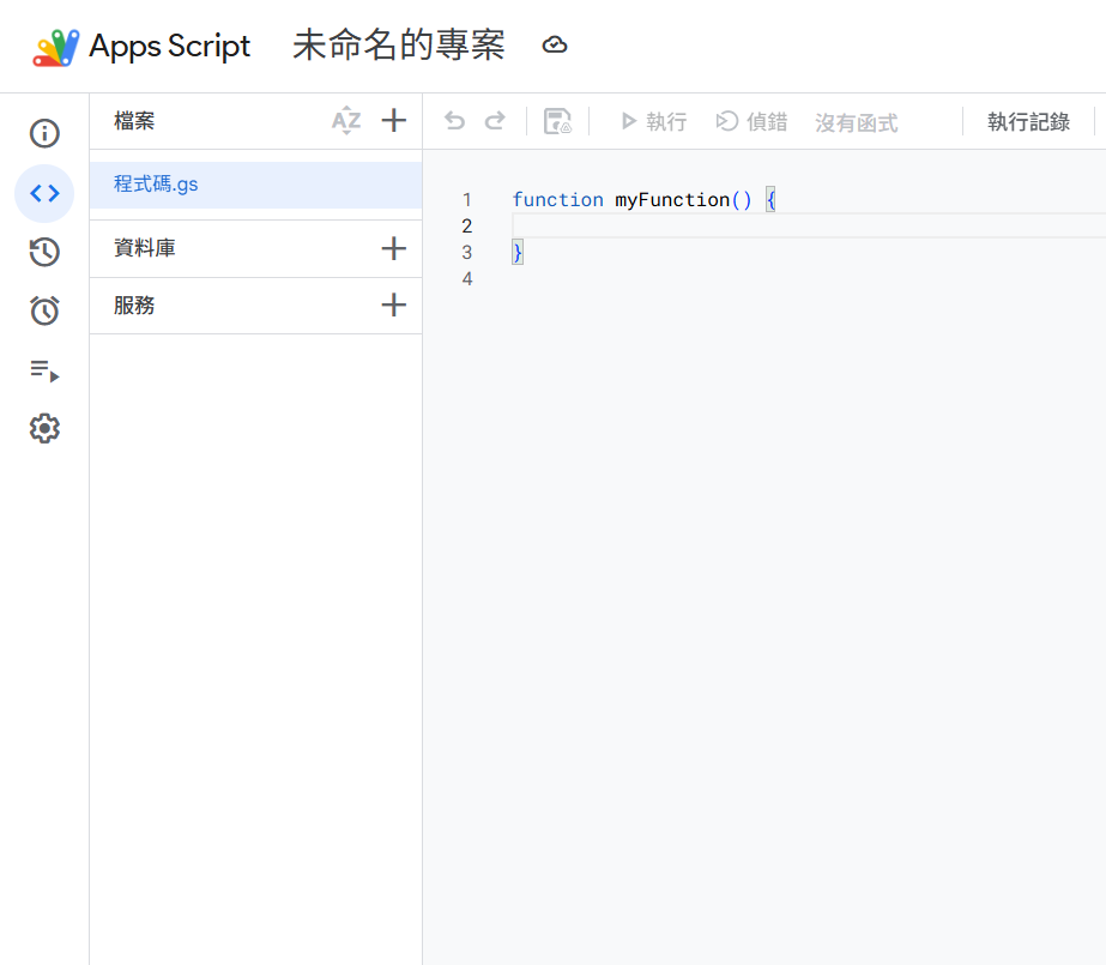 Apps Script 未命名的專案
檔案 AZ
執行 偵錯 沒有函式 執行記錄
程式碼.gs
資料庫
服務
1 function myFunction() {
2
3 }
4